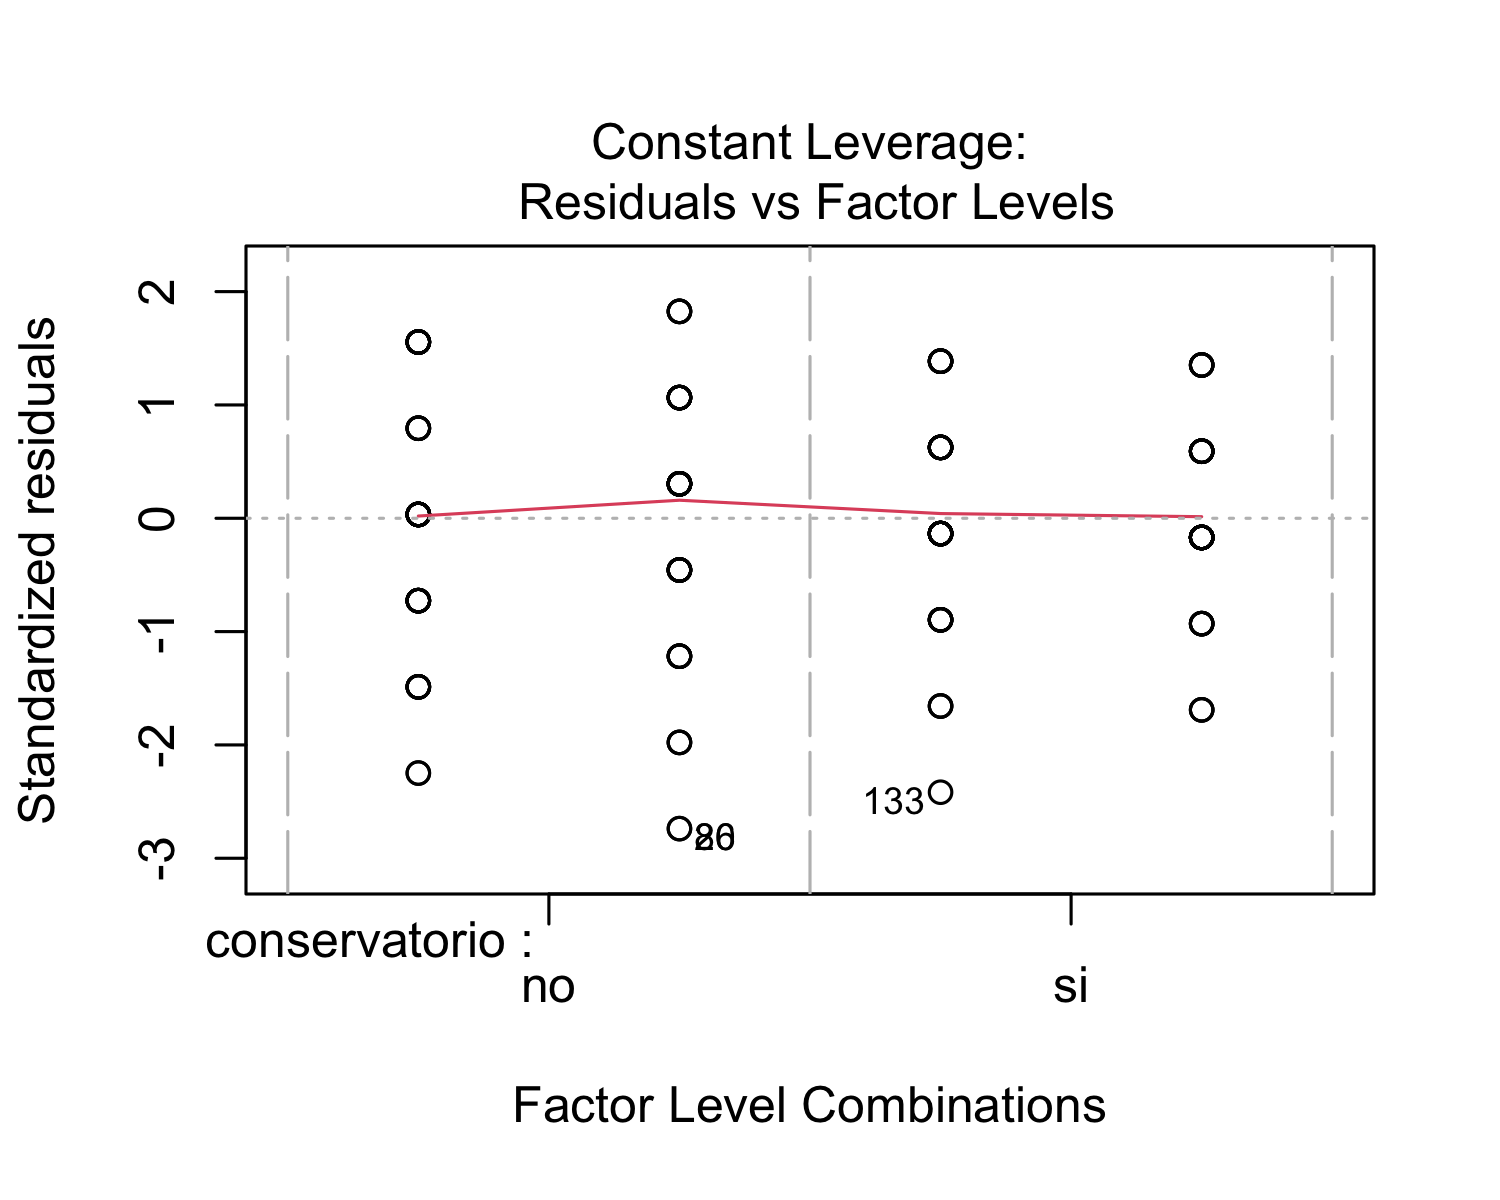 Constant Leverage:
Residuals vs Factor Levels
Standardized residuals
2
1
0
-1
-2
-3
133
conservatorio :
no
si
Factor Level Combinations